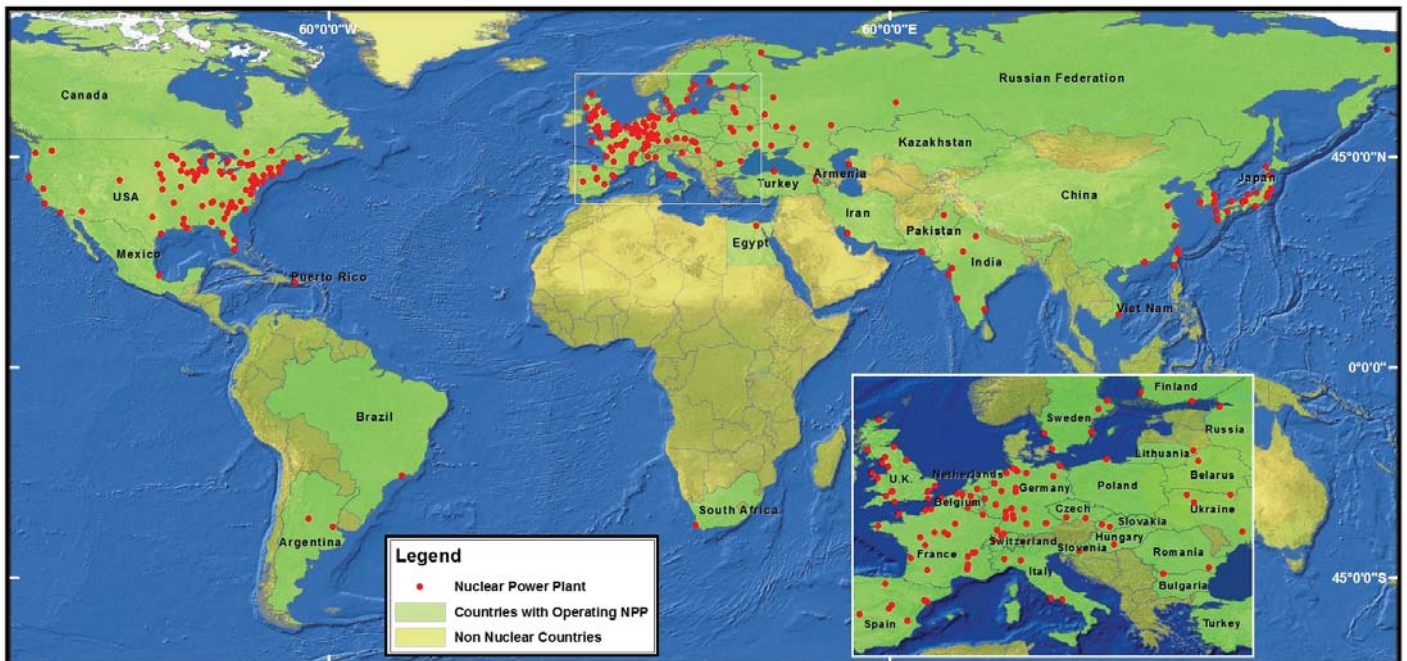 60°0'0"W
60°0'0"E
Canada
Russian Federation
Kazakhstan
45°0'0"N
USA
Turkey
Armenia
China
Japan
Iran
Mexico
Egypt
Pakistan
India
Puerto Rico
Viet Nam
0°0'0"
Brazil
South Africa
Argentina
45°0'0"S
Finland
Sweden
Russia
Lithuania
Netherlands
Belarus
U.K.
Germany
Poland
Belgium
Ukraine
Czech
Slovakia
Switzerland
Hungary
France
Slovenia
Romania
Italy
Bulgaria
Spain
Turkey
Legend
Nuclear Power Plant
Countries with Operating NPP
Non Nuclear Countries